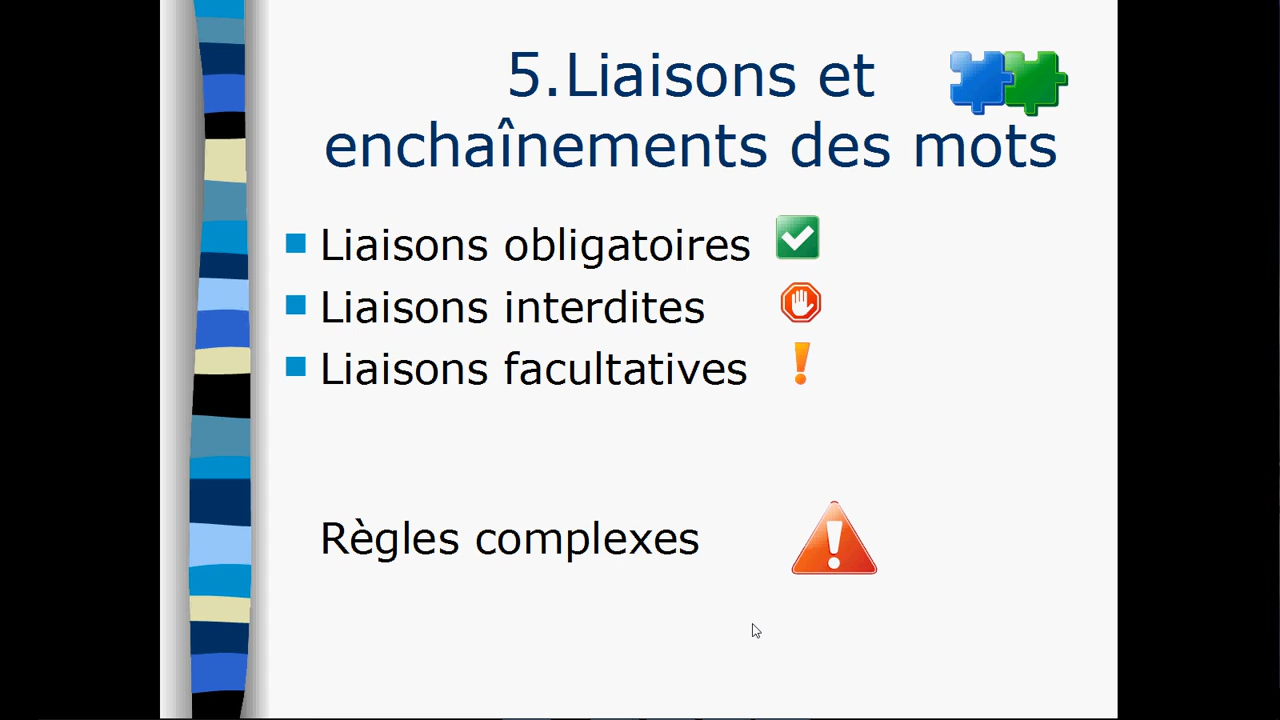 5.Liaisons et
enchaînements des mots
Liaisons obligatoires
Liaisons interdites
Liaisons facultatives
Règles complexes